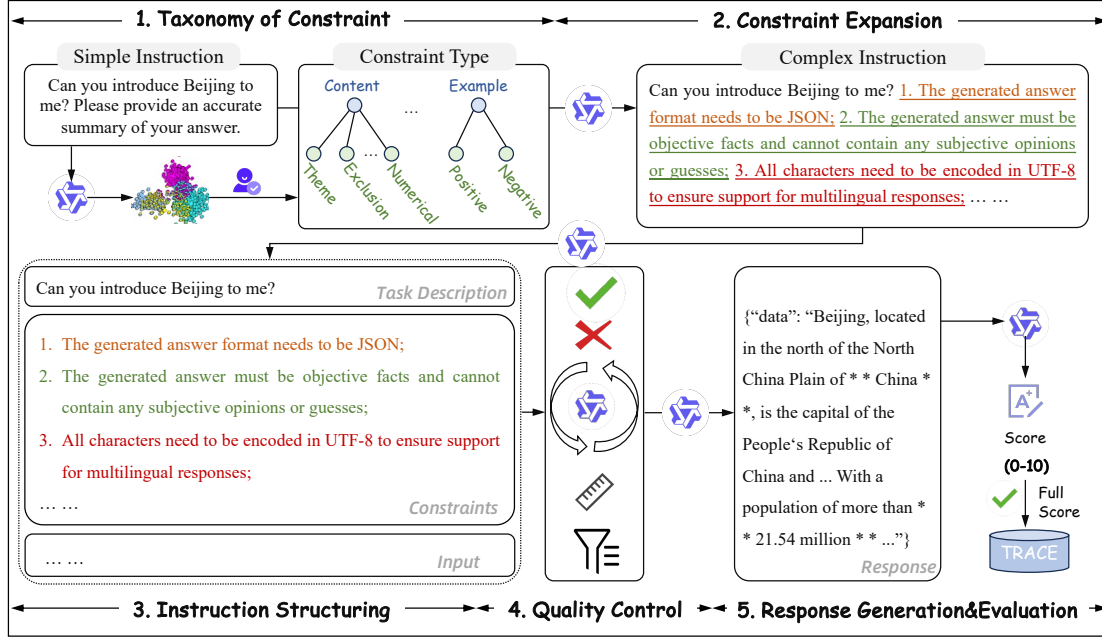 1. Taxonomy of Constraint
2. Constraint Expansion
Simple Instruction
Can you introduce Beijing to
me? Please provide an accurate
summary of your answer.
Constraint Type
Content
...
Example
...
Theme
Exclusion
Numerical
Positive
Negative
Complex Instruction
Can you introduce Beijing to me? 1. The generated answer
format needs to be JSON; 2. The generated answer must be
objective facts and cannot contain any subjective opinions
or guesses; 3. All characters need to be encoded in UTF-8
to ensure support for multilingual responses; ... ...
Can you introduce Beijing to me?
Task Description
1. The generated answer format needs to be JSON;
2. The generated answer must be objective facts and cannot
contain any subjective opinions or guesses;
3. All characters need to be encoded in UTF-8 to ensure support
for multilingual responses;
... ...
Constraints
... ...
Input
{“data”: “Beijing, located
in the north of the North
China Plain of * * China *
*, is the capital of the
People‘s Republic of
China and ... With a
population of more than *
* 21.54 million * * ...”}
Response
A+
Score
(0-10)
Full
Score
TRACE
3. Instruction Structuring
4. Quality Control
5. Response Generation&Evaluation